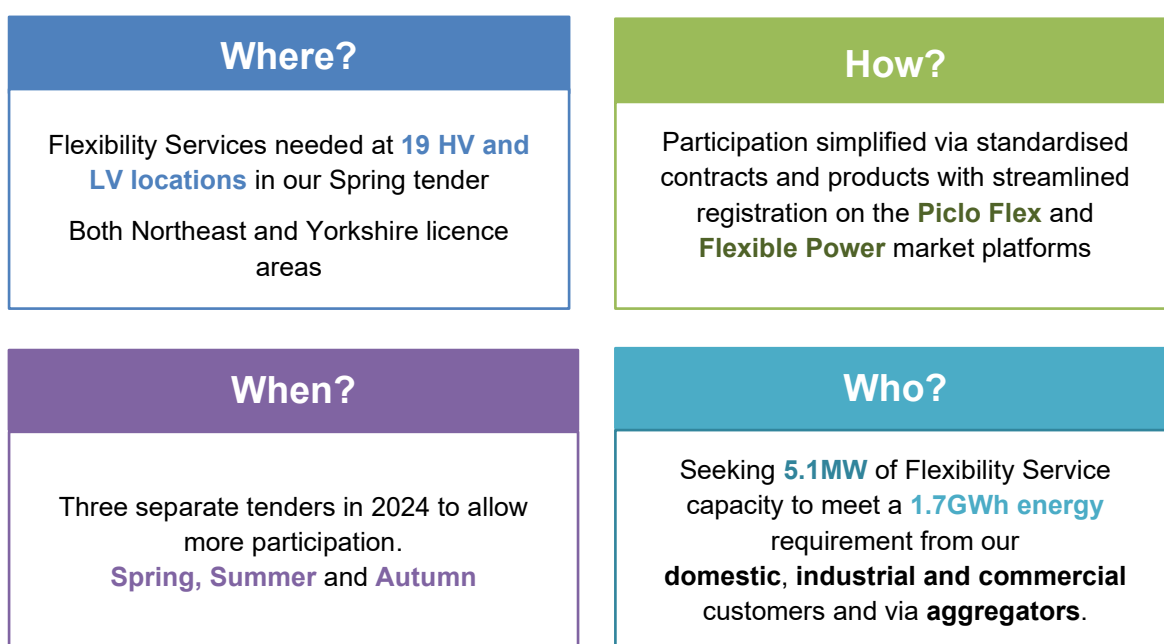 Where?
Flexibility Services needed at 19 HV and
LV locations in our Spring tender
Both Northeast and Yorkshire licence
areas
How?
Participation simplified via standardised
contracts and products with streamlined
registration on the Piclo Flex and
Flexible Power market platforms
When?
Three separate tenders in 2024 to allow
more participation.
Spring, Summer and Autumn
Who?
Seeking 5.1MW of Flexibility Service
capacity to meet a 1.7GWh energy
requirement from our
domestic, industrial and commercial
customers and via aggregators.